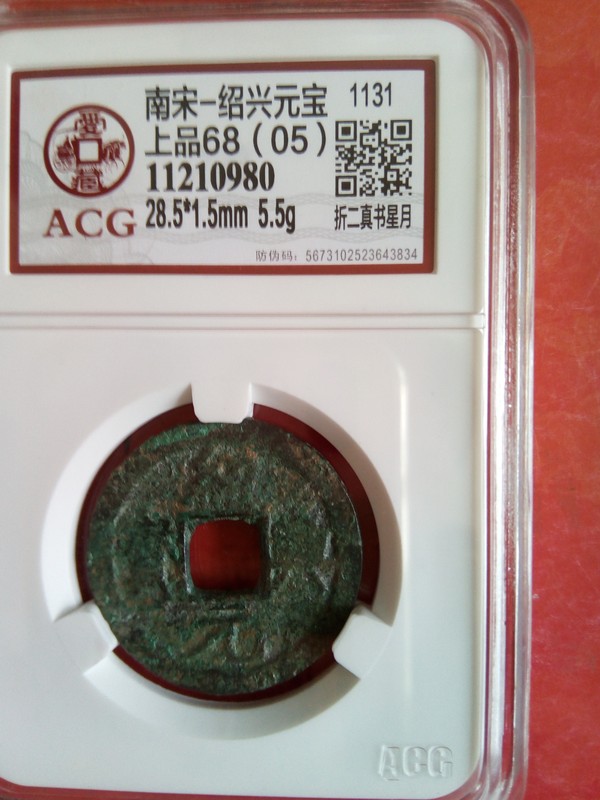 南宋-绍兴元宝 1131
上品68（05）
11210980
ACG 28.5*1.5mm 5.5g 折二真书星月
防伪码：5673102523643834
ACG